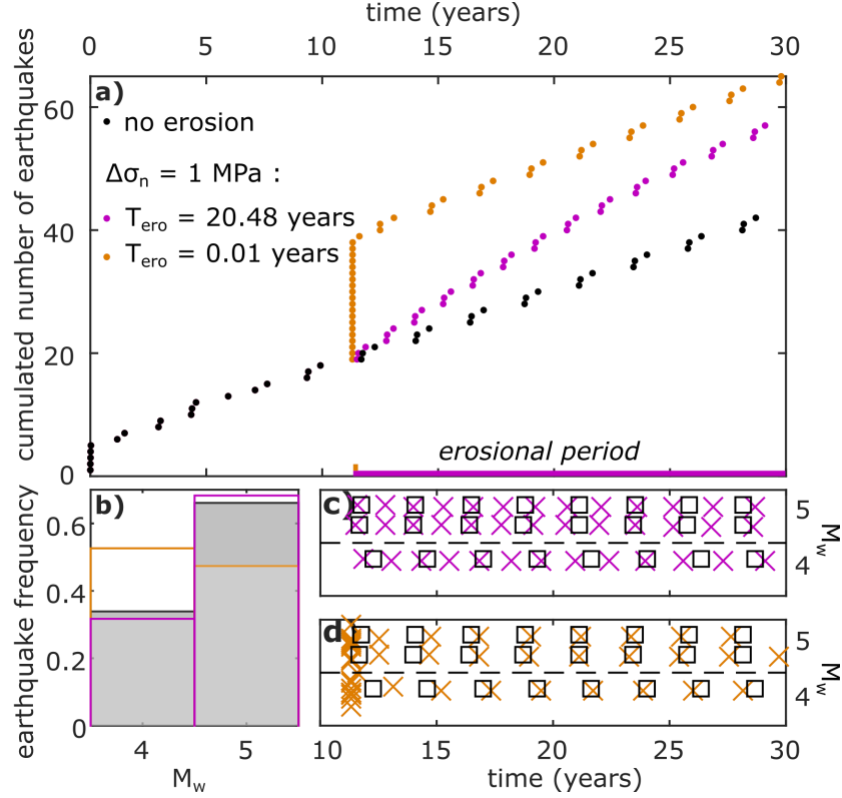 time (years)
0 5 10 15 20 25 30
cumulated number of earthquakes
60
40
20
0
a)
no erosion
Δσn = 1 MPa :
Tero = 20.48 years
Tero = 0.01 years
erosional period
earthquake frequency
0.6
0.4
0.2
0
b)
4 5
Mw
c)
5
4
Mw
d)
5
4
Mw
10 15 20 25 30
time (years)